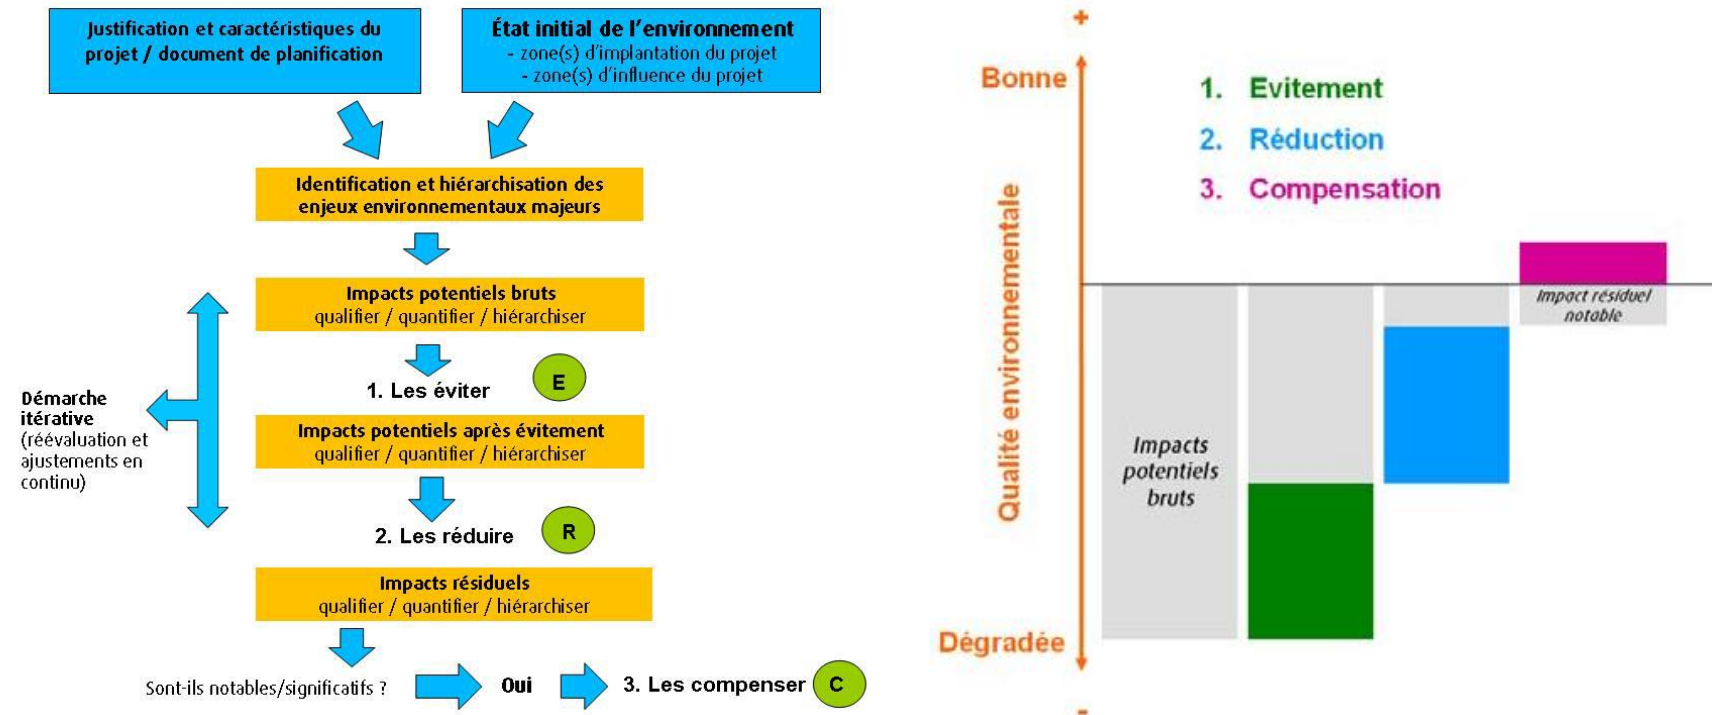 Justification et caractéristiques du
projet / document de planification
État initial de l'environnement
- zone(s) d'implantation du projet
- zone(s) d'influence du projet
Identification et hiérarchisation des
enjeux environnementaux majeurs
Impacts potentiels bruts
qualifier / quantifier / hiérarchiser
1. Les éviter
E
Impacts potentiels après évitement
qualifier / quantifier / hiérarchiser
2. Les réduire
R
Impacts résiduels
qualifier / quantifier / hiérarchiser
Sont-ils notables/significatifs ?
Oui
3. Les compenser
C
Démarche
itérative
(réévaluation et
ajustements en
continu)
+
Bonne
Qualité environnementale
Dégradée
-
1. Evitement
2. Réduction
3. Compensation
Impacts
potentiels
bruts
Impact résiduel
notable